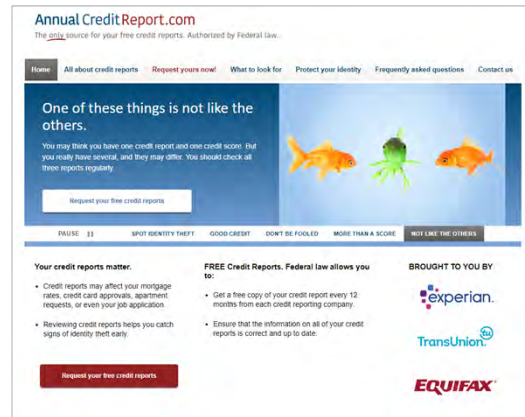 Annual CreditReport.com
The only source for your free credit reports. Authorized by Federal law.
Home All about credit reports Request yours now! What to look for Protect your identity Frequently asked questions Contact us
One of these things is not like the
others.
You may think you have one credit report and one credit score. But
you really have several, and they may differ. You should check all
three reports regularly.
Request your free credit reports
PAUSE || SPOT IDENTITY THEFT GOOD CREDIT DON'T BE FOOLED MORE THAN A SCORE NOT LIKE THE OTHERS
Your credit reports matter.
• Credit reports may affect your mortgage
rates, credit card approvals, apartment
requests, or even your job application.
• Reviewing credit reports helps you catch
signs of identity theft early.
Request your free credit reports
FREE Credit Reports. Federal law allows you
to:
• Get a free copy of your credit report every 12
months from each credit reporting company.
• Ensure that the information on all of your credit
reports is correct and up to date.
BROUGHT TO YOU BY
experian.
TransUnion. tu
EQUIFAX